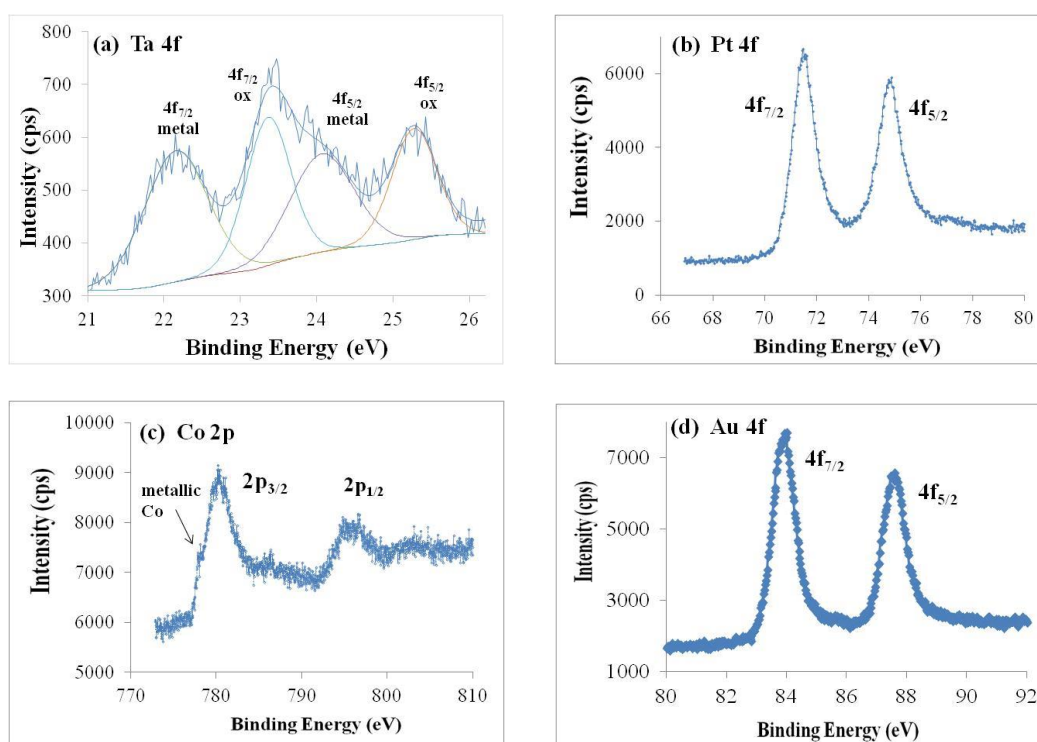 (a) Ta 4f
800
700
600
500
400
300
Intensity (cps)
4f7/2
metal
4f7/2
ox
4f5/2
metal
4f5/2
ox
21 22 23 24 25 26
Binding Energy (eV)
(b) Pt 4f
6000
4000
2000
0
Intensity (cps)
4f7/2
4f5/2
66 68 70 72 74 76 78 80
Binding Energy (eV)
(c) Co 2p
10000
9000
8000
7000
6000
5000
Intensity (cps)
metallic
Co
2p3/2
2p1/2
770 780 790 800 810
Binding Energy (eV)
(d) Au 4f
7000
5000
3000
1000
Intensity (cps)
4f7/2
4f5/2
80 82 84 86 88 90 92
Binding Energy (eV)